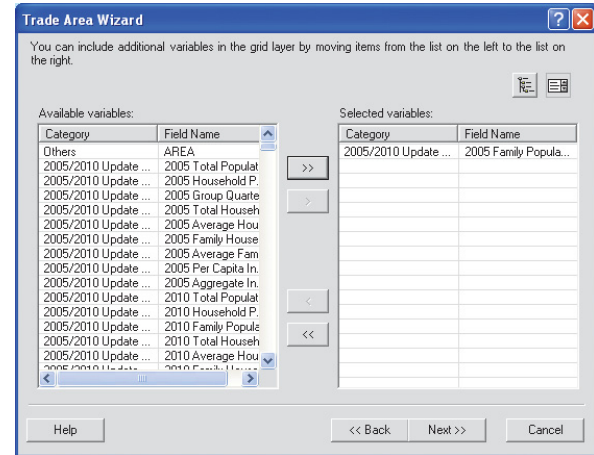 Trade Area Wizard
You can include additional variables in the grid layer by moving items from the list on the left to the list on
the right.
Available variables:
Category Field Name
Others AREA
2005/2010 Update ... 2005 Total Populat
2005/2010 Update ... 2005 Household P.
2005/2010 Update ... 2005 Group Quarte
2005/2010 Update ... 2005 Total Househ
2005/2010 Update ... 2005 Average Hou
2005/2010 Update ... 2005 Family House
2005/2010 Update ... 2005 Average Fam
2005/2010 Update ... 2005 Per Capita In.
2005/2010 Update ... 2005 Aggregate In.
2005/2010 Update ... 2010 Total Populat
2005/2010 Update ... 2010 Household P.
2005/2010 Update ... 2010 Family Popula
2005/2010 Update ... 2010 Total Househ
2005/2010 Update ... 2010 Average Hou
2005/2010 Update 2010 Family House
>>
>
<
<<
Selected variables:
Category Field Name
2005/2010 Update ... 2005 Family Popula...
Help << Back Next >> Cancel